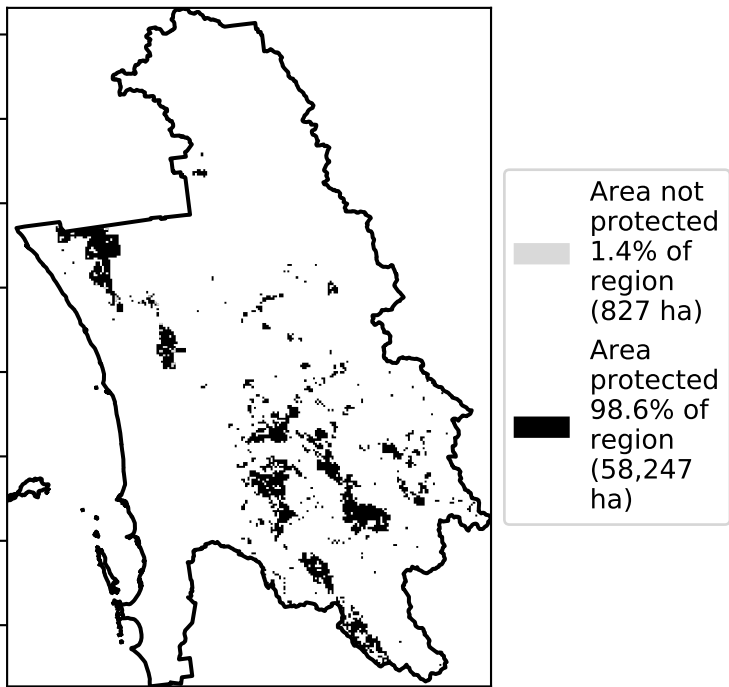 Area not
protected
1.4% of
region
(827 ha)
Area
protected
98.6% of
region
(58,247
ha)